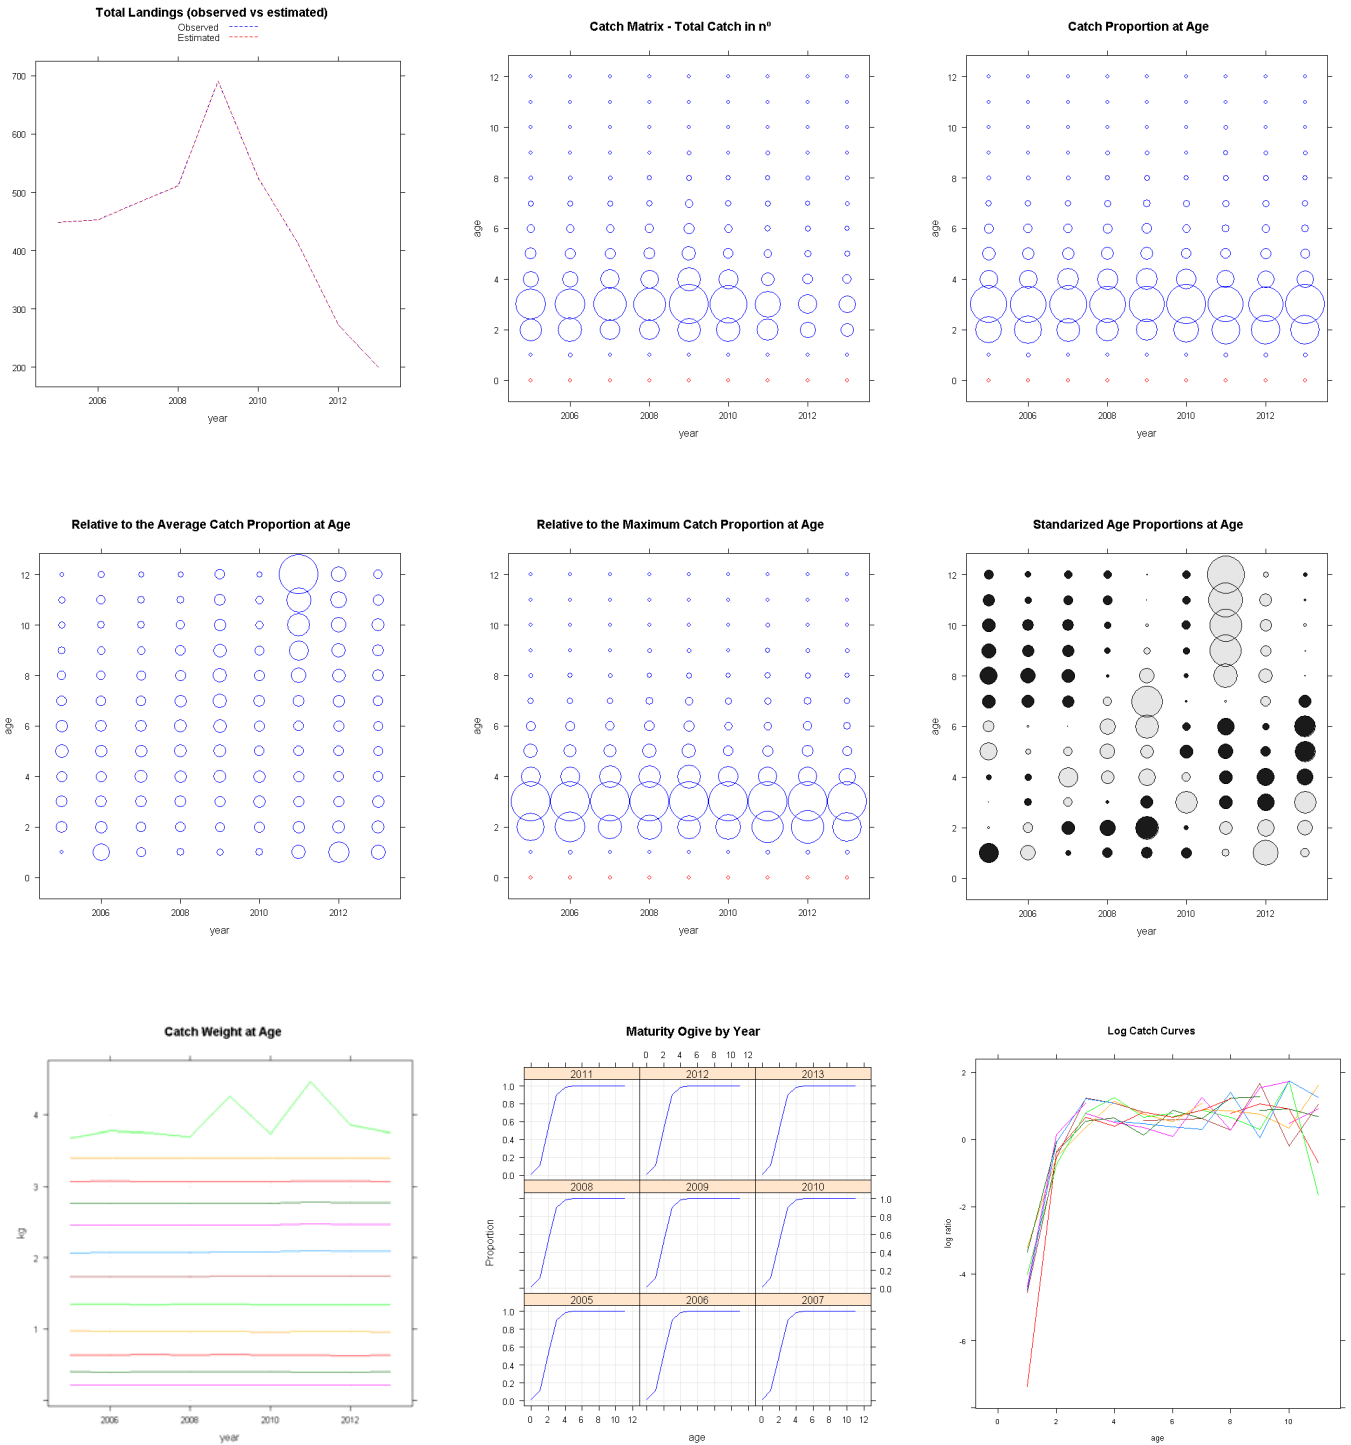 Total Landings (observed vs estimated)
Observed
Estimated
700
600
500
400
300
200
2006 2008 2010 2012
year
Catch Matrix - Total Catch in nº
12
10
8
6
4
2
0
age
2006 2008 2010 2012
year
Catch Proportion at Age
12
10
8
6
4
2
0
age
2006 2008 2010 2012
year
Relative to the Average Catch Proportion at Age
12
10
8
6
4
2
0
age
2006 2008 2010 2012
year
Relative to the Maximum Catch Proportion at Age
12
10
8
6
4
2
0
age
2006 2008 2010 2012
year
Standarized Age Proportions at Age
12
10
8
6
4
2
0
age
2006 2008 2010 2012
year
Catch Weight at Age
4
3
2
1
kg
2006 2008 2010 2012
year
Maturity Ogive by Year
0 2 4 6 8 10 12
2011 2012 2013
1.0
0.8
0.6
0.4
0.2
0.0
2008 2009 2010
1.0
0.8
0.6
0.4
0.2
0.0
Proportion
2005 2006 2007
1.0
0.8
0.6
0.4
0.2
0.0
0 2 4 6 8 10 12 0 2 4 6 8 10 12
age
Log Catch Curves
2
0
-2
-4
-6
log ratio
0 2 4 6 8 10
age